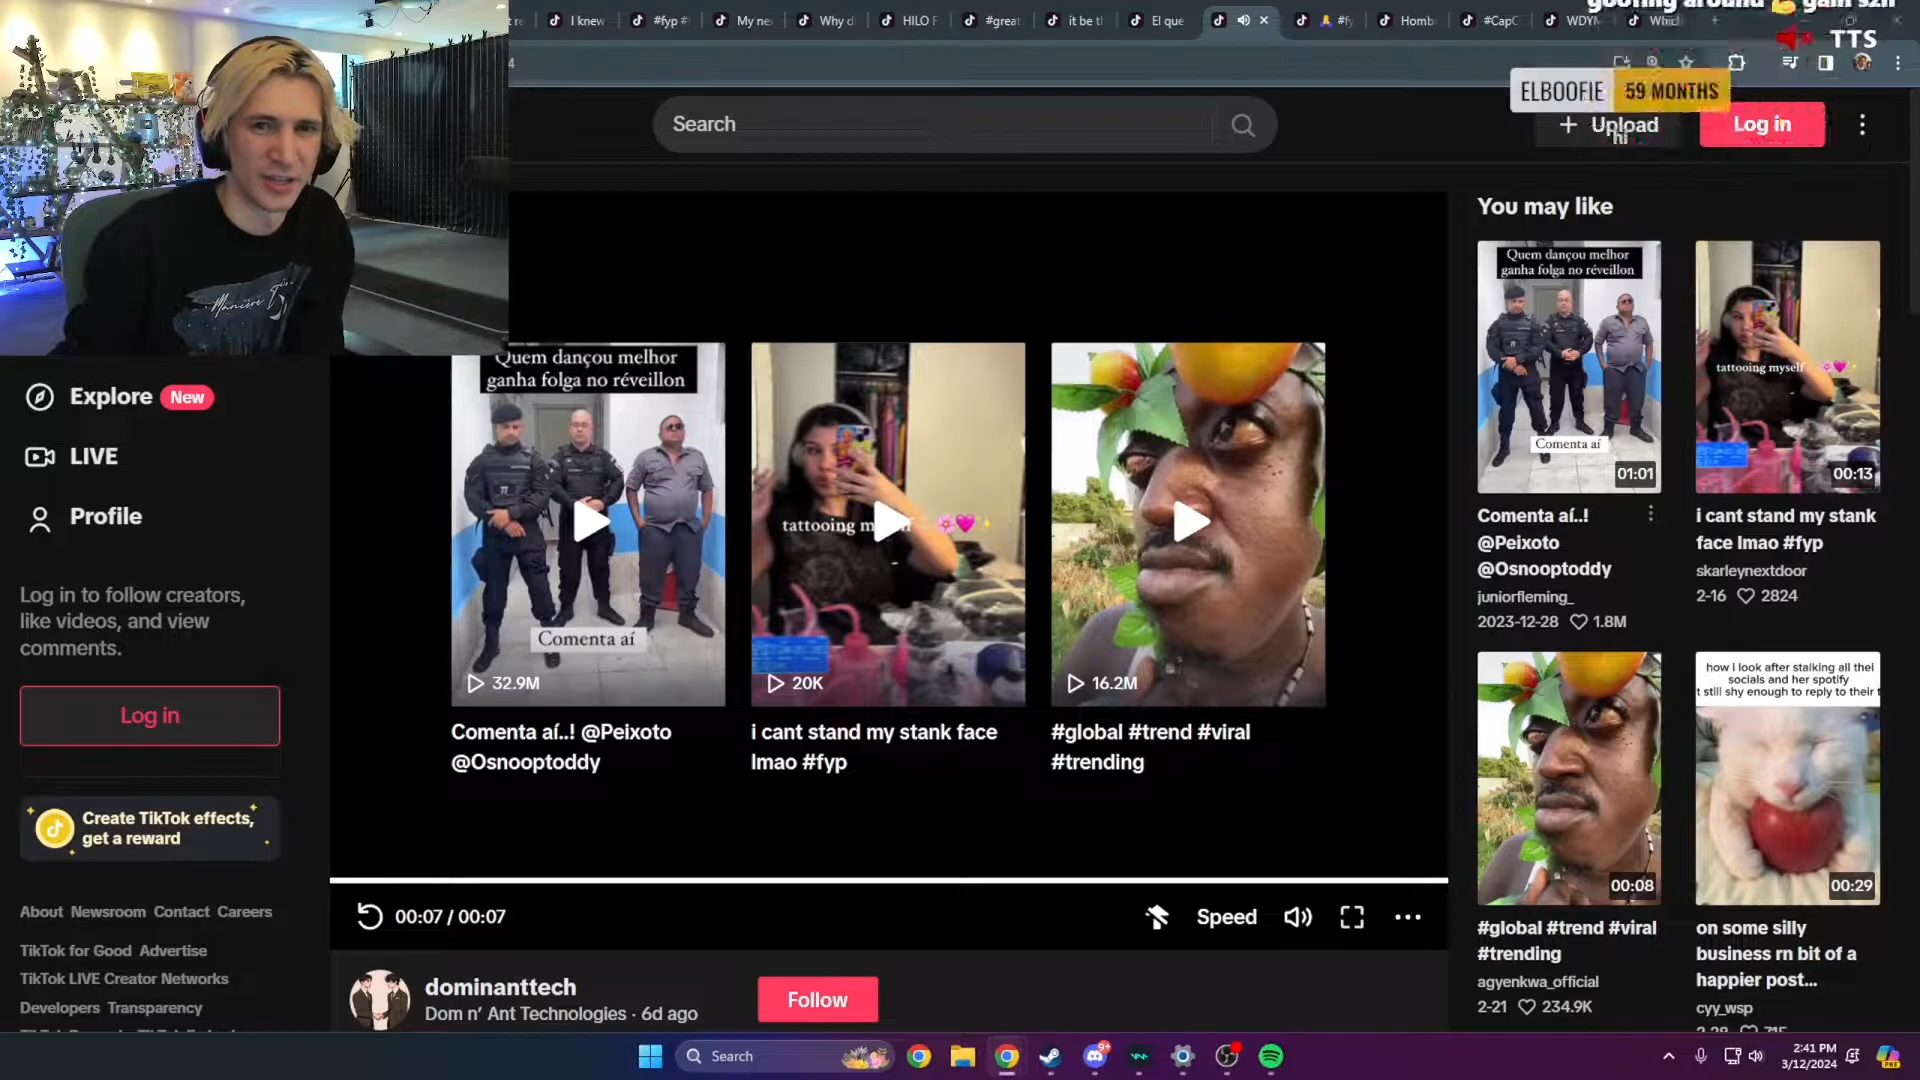 I knew
#fyp #
My ne
Why d
HILO F
#great
it be th
El que
#fy
Homb
#CapC
WDYM
Whic
goofing around
TTS
ELBOOFIE 59 MONTHS
hi
Search
Upload
Log in
Explore New
LIVE
Profile
Log in to follow creators,
like videos, and view
comments.
Log in
Create TikTok effects,
get a reward
About Newsroom Contact Careers
TikTok for Good Advertise
TikTok LIVE Creator Networks
Developers Transparency
Quem dançou melhor
ganha folga no réveillon
Comenta aí
32.9M
Comenta aí..! @Peixoto
@Osnooptoddy
20K
i cant stand my stank face
lmao #fyp
16.2M
#global #trend #viral
#trending
00:07 / 00:07
Speed
dominanttech
Dom n' Ant Technologies · 6d ago
Follow
You may like
Quem dançou melhor
ganha folga no réveillon
Comenta aí
01:01
Comenta aí..!
@Peixoto
@Osnooptoddy
juniorfleming_
2023-12-28 1.8M
tattooing myself
00:13
i cant stand my stank
face lmao #fyp
skarleynextdoor
2-16 2824
00:08
#global #trend #viral
#trending
agyenkwa_official
2-21 234.9K
how i look after stalking all thei
socials and her spotify
t still shy enough to reply to their t
00:29
on some silly
business rn bit of a
happier post...
cyy_wsp
Search
9+
2:41 PM
3/12/2024
PRE